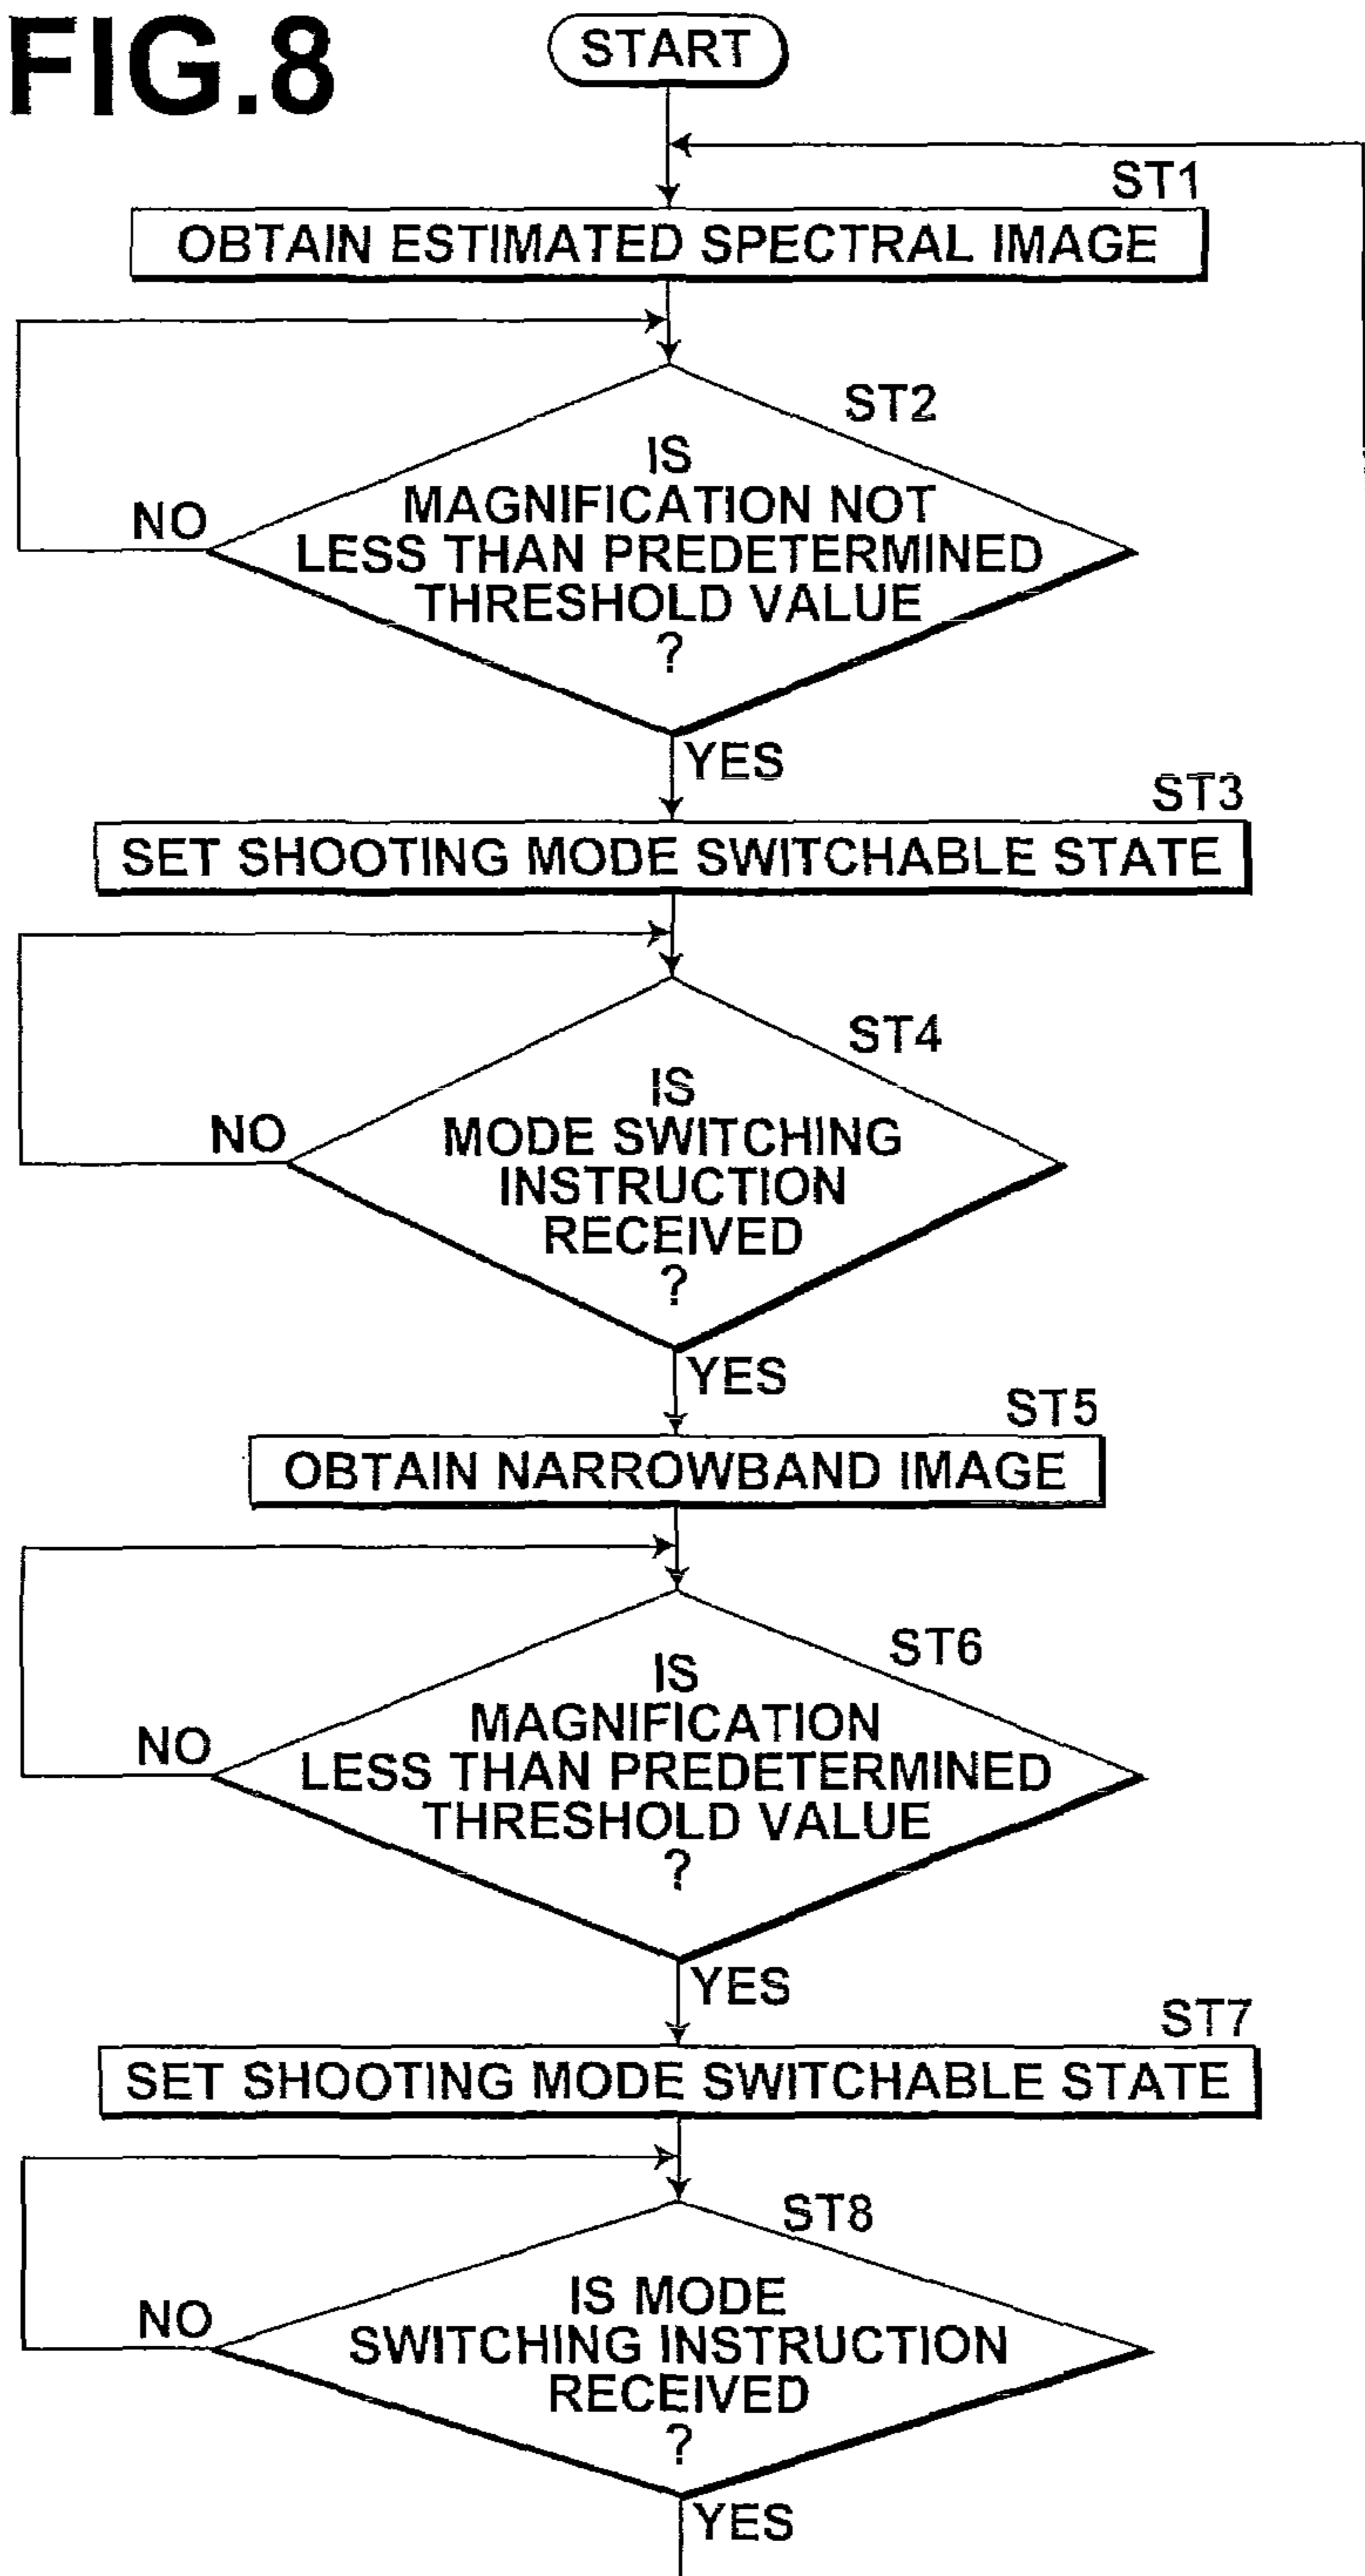 FIG.8
START
ST1
OBTAIN ESTIMATED SPECTRAL IMAGE
ST2
IS
MAGNIFICATION NOT
LESS THAN PREDETERMINED
THRESHOLD VALUE
?
NO
YES
ST3
SET SHOOTING MODE SWITCHABLE STATE
ST4
IS
MODE SWITCHING
INSTRUCTION
RECEIVED
?
NO
YES
ST5
OBTAIN NARROWBAND IMAGE
ST6
IS
MAGNIFICATION
LESS THAN PREDETERMINED
THRESHOLD VALUE
?
NO
YES
ST7
SET SHOOTING MODE SWITCHABLE STATE
ST8
IS MODE
SWITCHING INSTRUCTION
RECEIVED
?
NO
YES